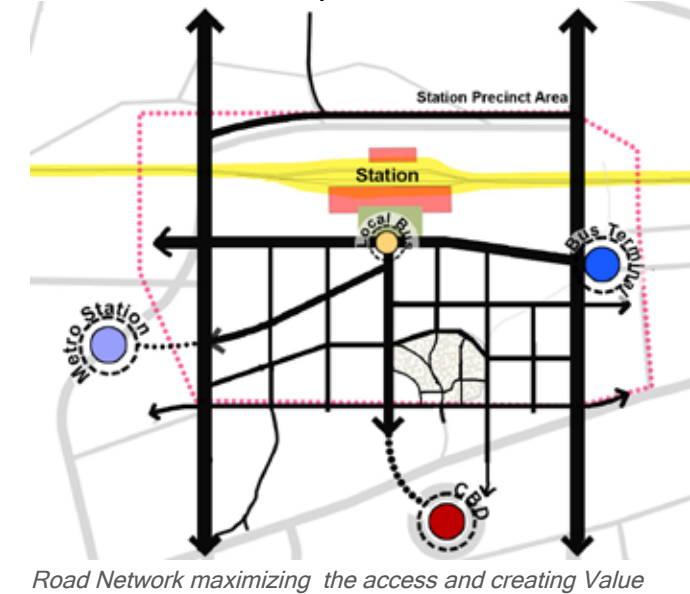 Station Precinct Area
Station
Local Bus
Bus Terminal
Metro Station
CBD
Road Network maximizing the access and creating Value